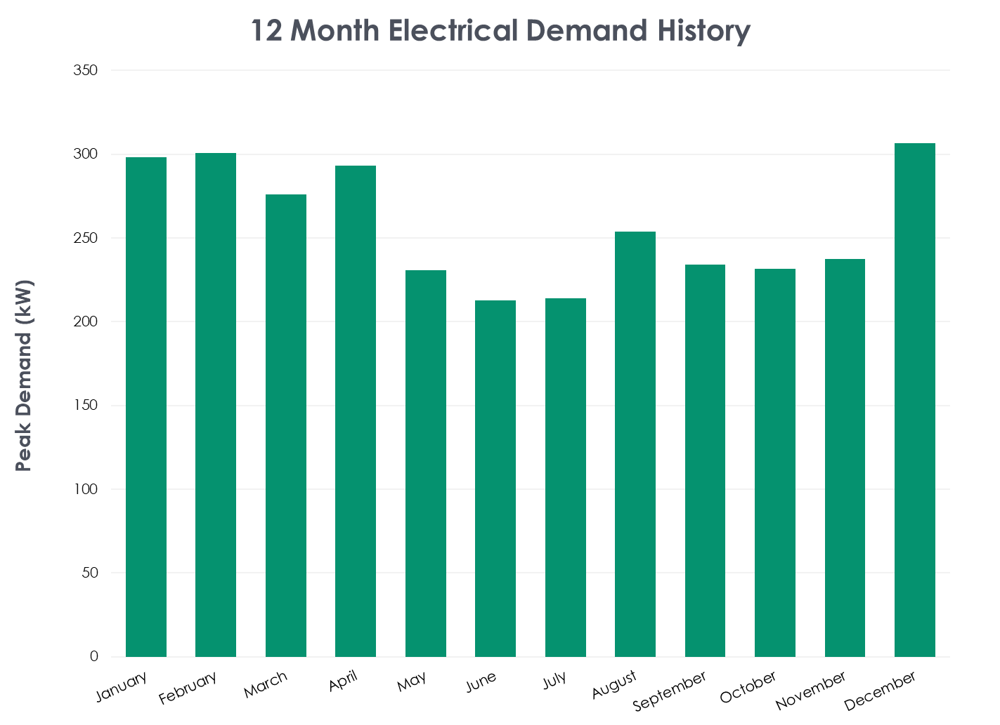 12 Month Electrical Demand History
350
300
250
200
150
100
50
0
Peak Demand (kW)
January
February
March
April
May
June
July
August
September
October
November
December